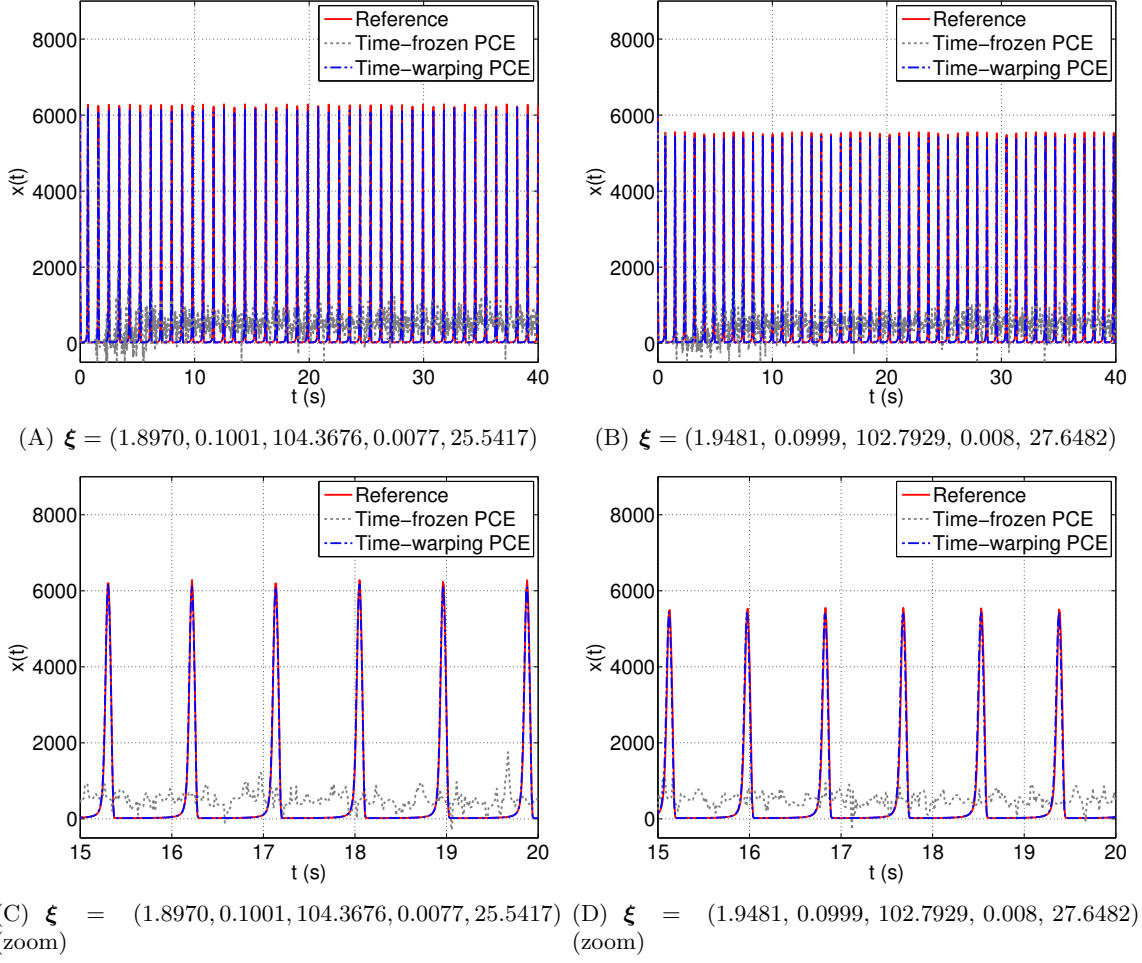 8000
6000
4000
2000
0
x(t)
Reference
Time−frozen PCE
Time−warping PCE
0 10 20 30 40
t (s)
(A) ξ = (1.8970, 0.1001, 104.3676, 0.0077, 25.5417)
8000
6000
4000
2000
0
x(t)
Reference
Time−frozen PCE
Time−warping PCE
0 10 20 30 40
t (s)
(B) ξ = (1.9481, 0.0999, 102.7929, 0.008, 27.6482)
8000
6000
4000
2000
0
x(t)
Reference
Time−frozen PCE
Time−warping PCE
15 16 17 18 19 20
t (s)
(C) ξ = (1.8970, 0.1001, 104.3676, 0.0077, 25.5417)
(zoom)
8000
6000
4000
2000
0
x(t)
Reference
Time−frozen PCE
Time−warping PCE
15 16 17 18 19 20
t (s)
(D) ξ = (1.9481, 0.0999, 102.7929, 0.008, 27.6482)
(zoom)